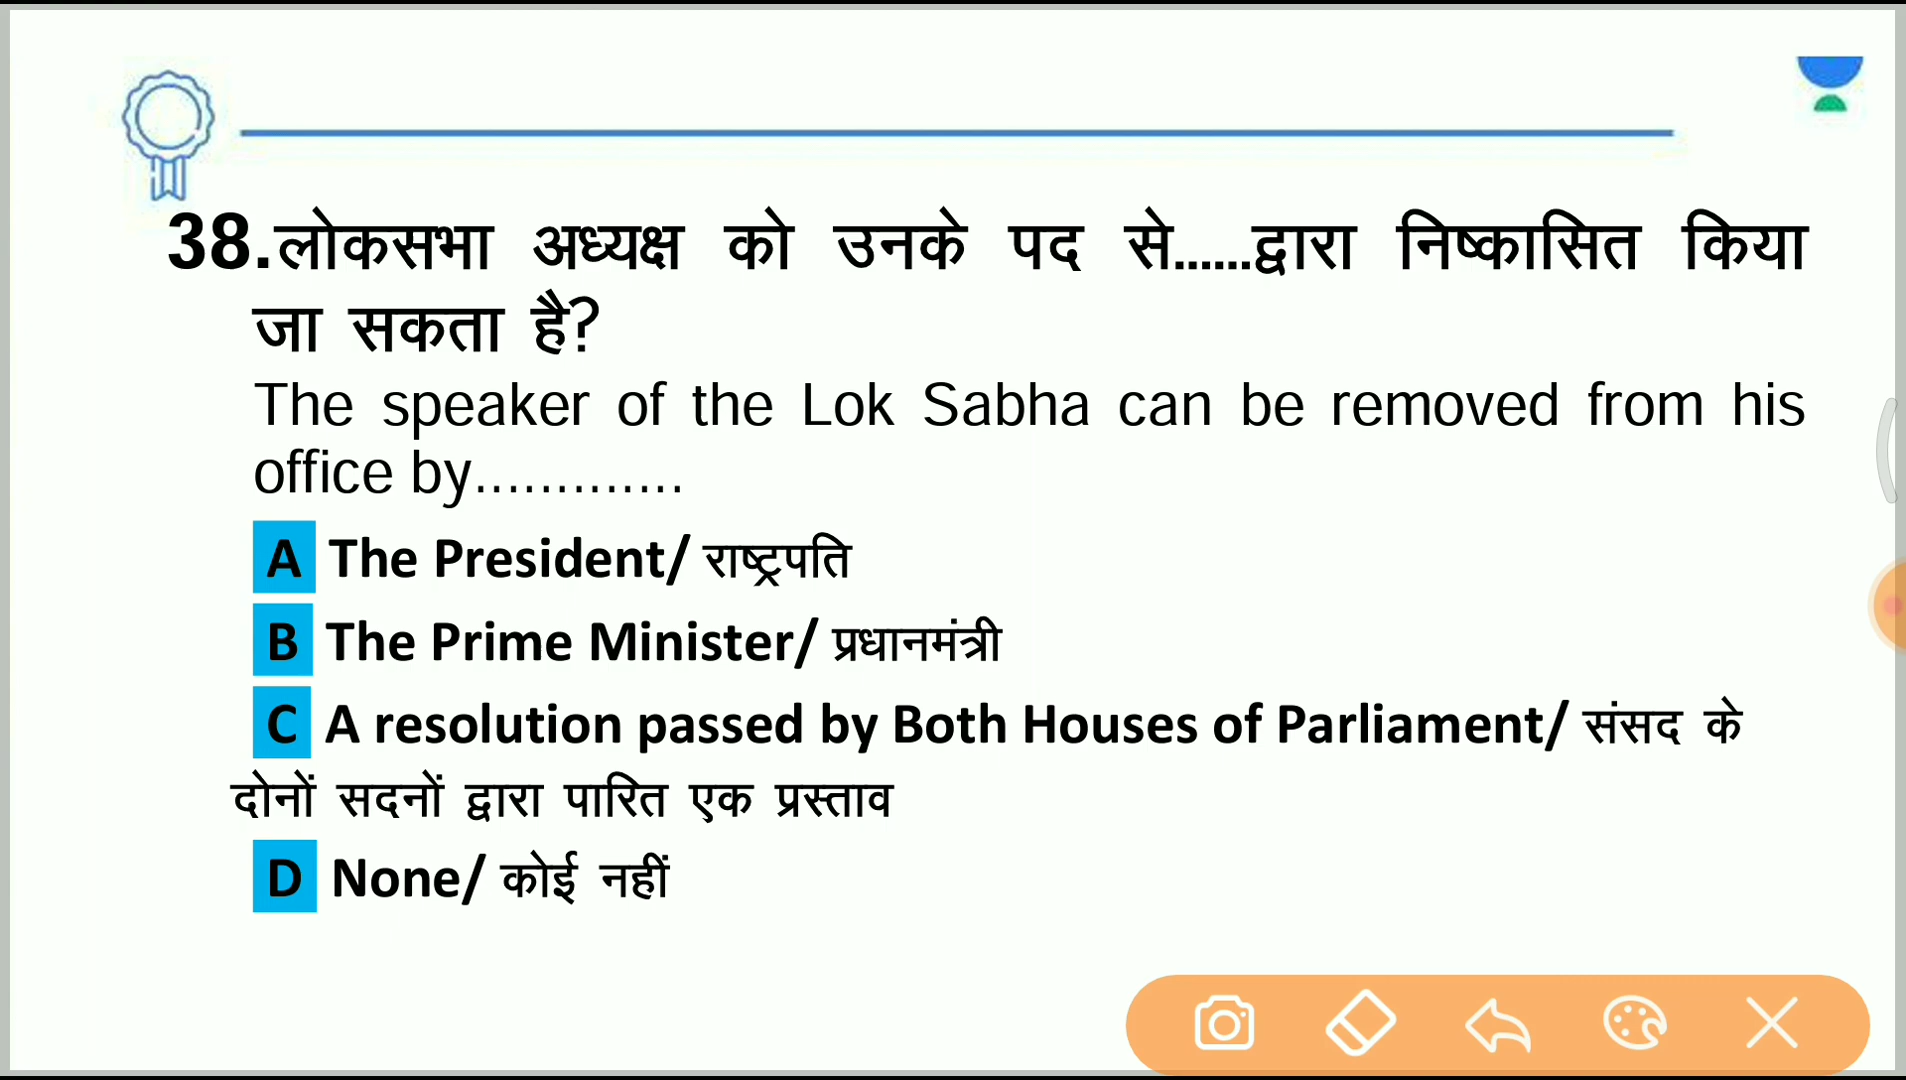 38.लोकसभा अध्यक्ष को उनके पद से......द्वारा निष्कासित किया
जा सकता है?
The speaker of the Lok Sabha can be removed from his
office by.............
A The President/ राष्ट्रपति
B The Prime Minister/ प्रधानमंत्री
C A resolution passed by Both Houses of Parliament/ संसद के
दोनों सदनों द्वारा पारित एक प्रस्ताव
D None/ कोई नहीं